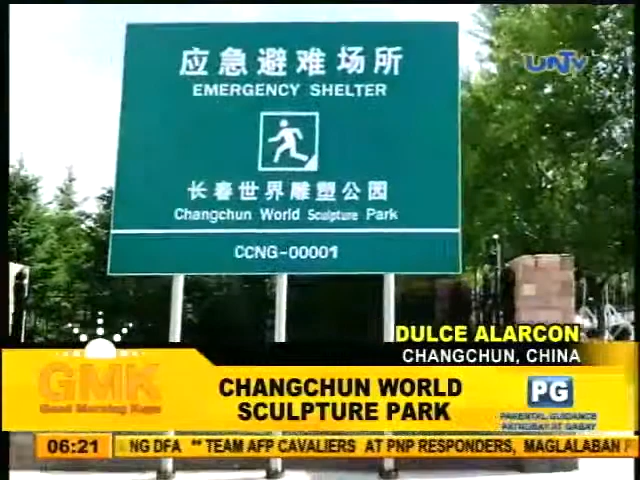 应急避难场所
EMERGENCY SHELTER
UNTV
长春世界雕塑公园
Changchun World Sculpture Park
CCNG-00001
DULCE ALARCON
CHANGCHUN, CHINA
GMK
Good Morning Kuya
CHANGCHUN WORLD
SCULPTURE PARK
PG
PARENTAL GUIDANCE
PATNUBAY AT GABAY
06:21
NG DFA ** TEAM AFP CAVALIERS AT PNP RESPONDERS, MAGLALABAN P